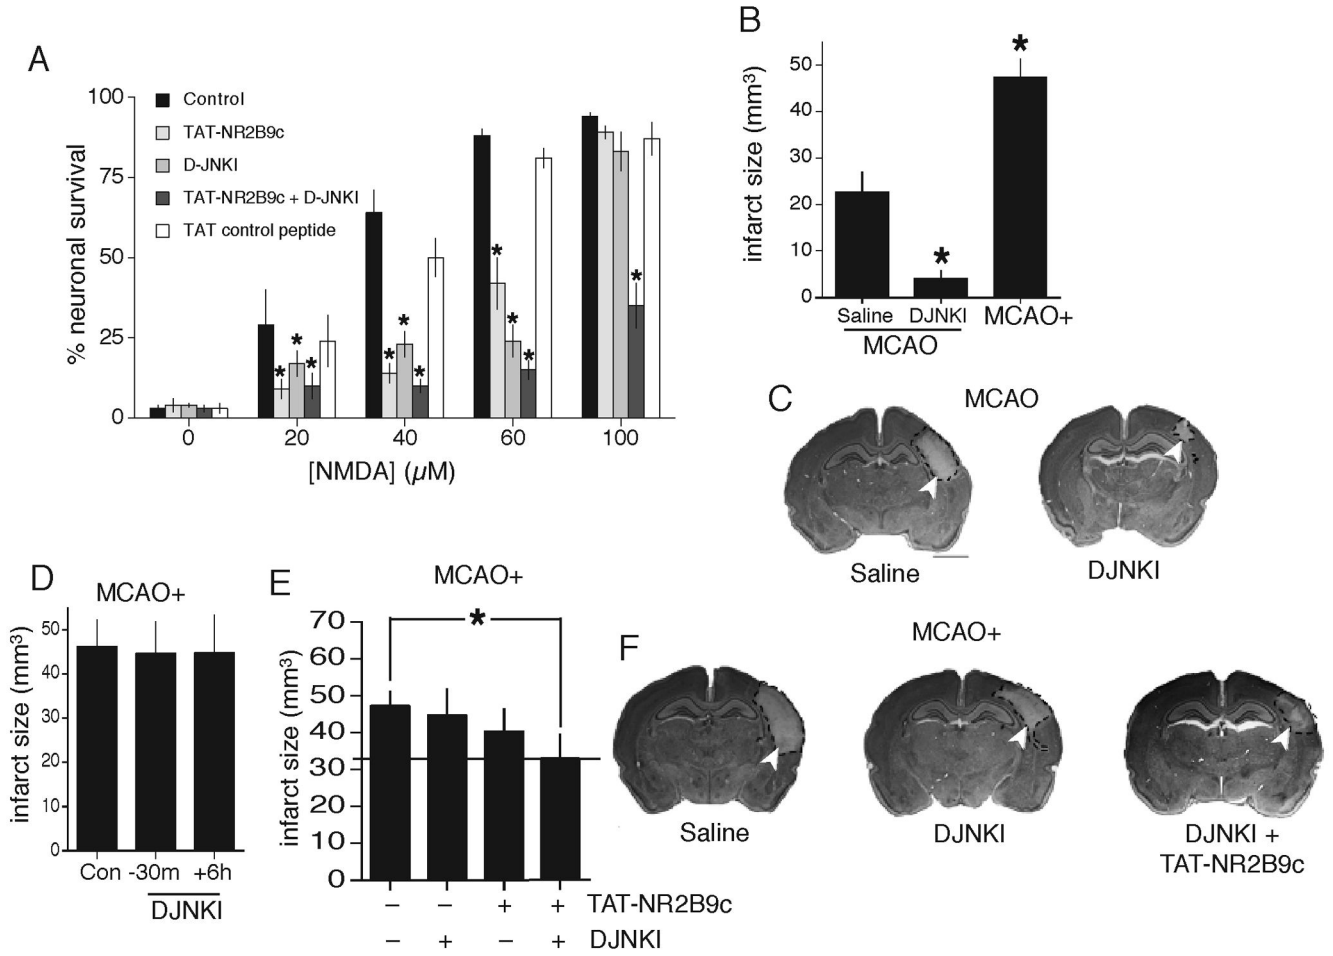 A
% neuronal survival
100
75
50
25
0
Control
TAT-NR2B9c
D-JNKI
TAT-NR2B9c + D-JNKI
TAT control peptide
* * *
* * *
* * *
*
0 20 40 60 100
[NMDA] (µM)
B
infarct size (mm³)
50
40
30
20
10
0
*
*
Saline DJNKI MCAO+
MCAO
C
MCAO
Saline
DJNKI
D
MCAO+
infarct size (mm³)
50
40
30
20
10
0
Con -30m +6h
DJNKI
E
MCAO+
infarct size (mm³)
70
60
50
40
30
20
10
0
*
– – + + TAT-NR2B9c
– + – + DJNKI
F
MCAO+
Saline
DJNKI
DJNKI +
TAT-NR2B9c